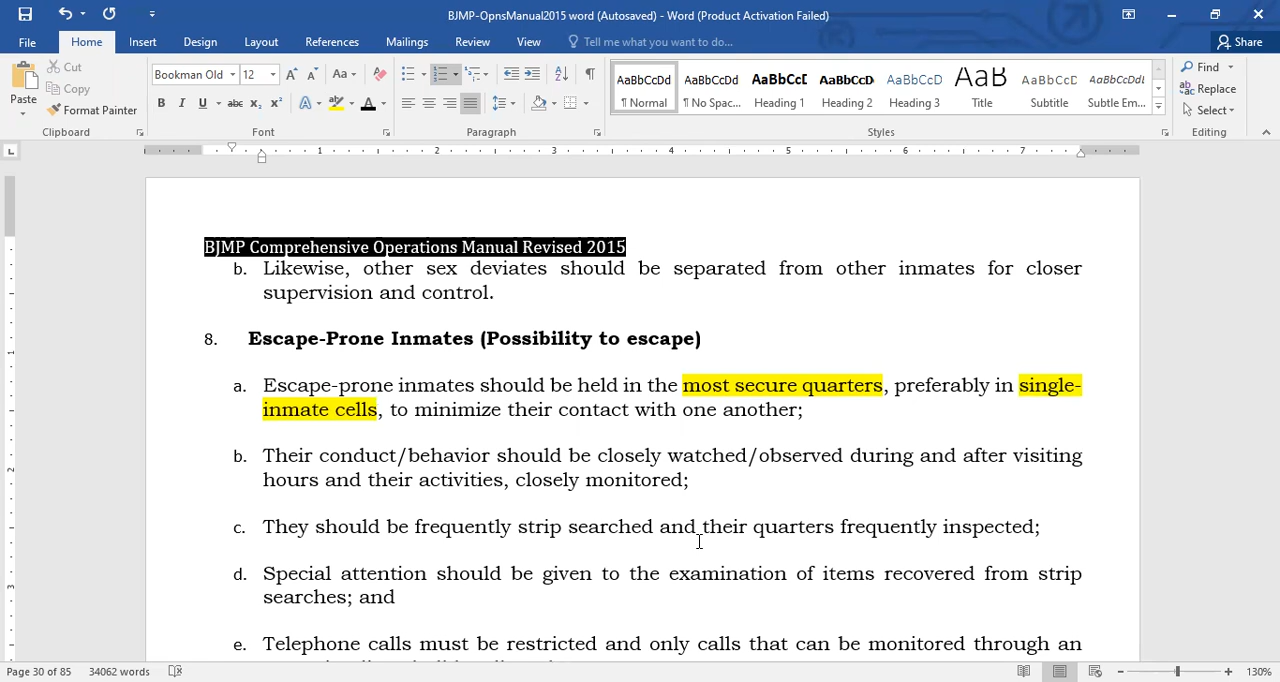 BJMP-OpnsManual2015 word (Autosaved) - Word (Product Activation Failed)
File Home Insert Design Layout References Mailings Review View Tell me what you want to do... Share
Paste Cut Copy Format Painter
Bookman Old 12
AaBbCcDd ¶ Normal
AaBbCcDd ¶ No Spac...
AaBbCcI Heading 1
AaBbCcD Heading 2
AaBbCcD Heading 3
AaB Title
AaBbCcD Subtitle
AaBbCcDdl Subtle Em...
Find
Replace
Select
Clipboard Font Paragraph Styles Editing
1 2 3 4 5 6 7
BJMP Comprehensive Operations Manual Revised 2015
b. Likewise, other sex deviates should be separated from other inmates for closer
supervision and control.
8. Escape-Prone Inmates (Possibility to escape)
a. Escape-prone inmates should be held in the most secure quarters, preferably in single-
inmate cells, to minimize their contact with one another;
b. Their conduct/behavior should be closely watched/observed during and after visiting
hours and their activities, closely monitored;
c. They should be frequently strip searched and their quarters frequently inspected;
d. Special attention should be given to the examination of items recovered from strip
searches; and
e. Telephone calls must be restricted and only calls that can be monitored through an
Page 30 of 85 34062 words 130%